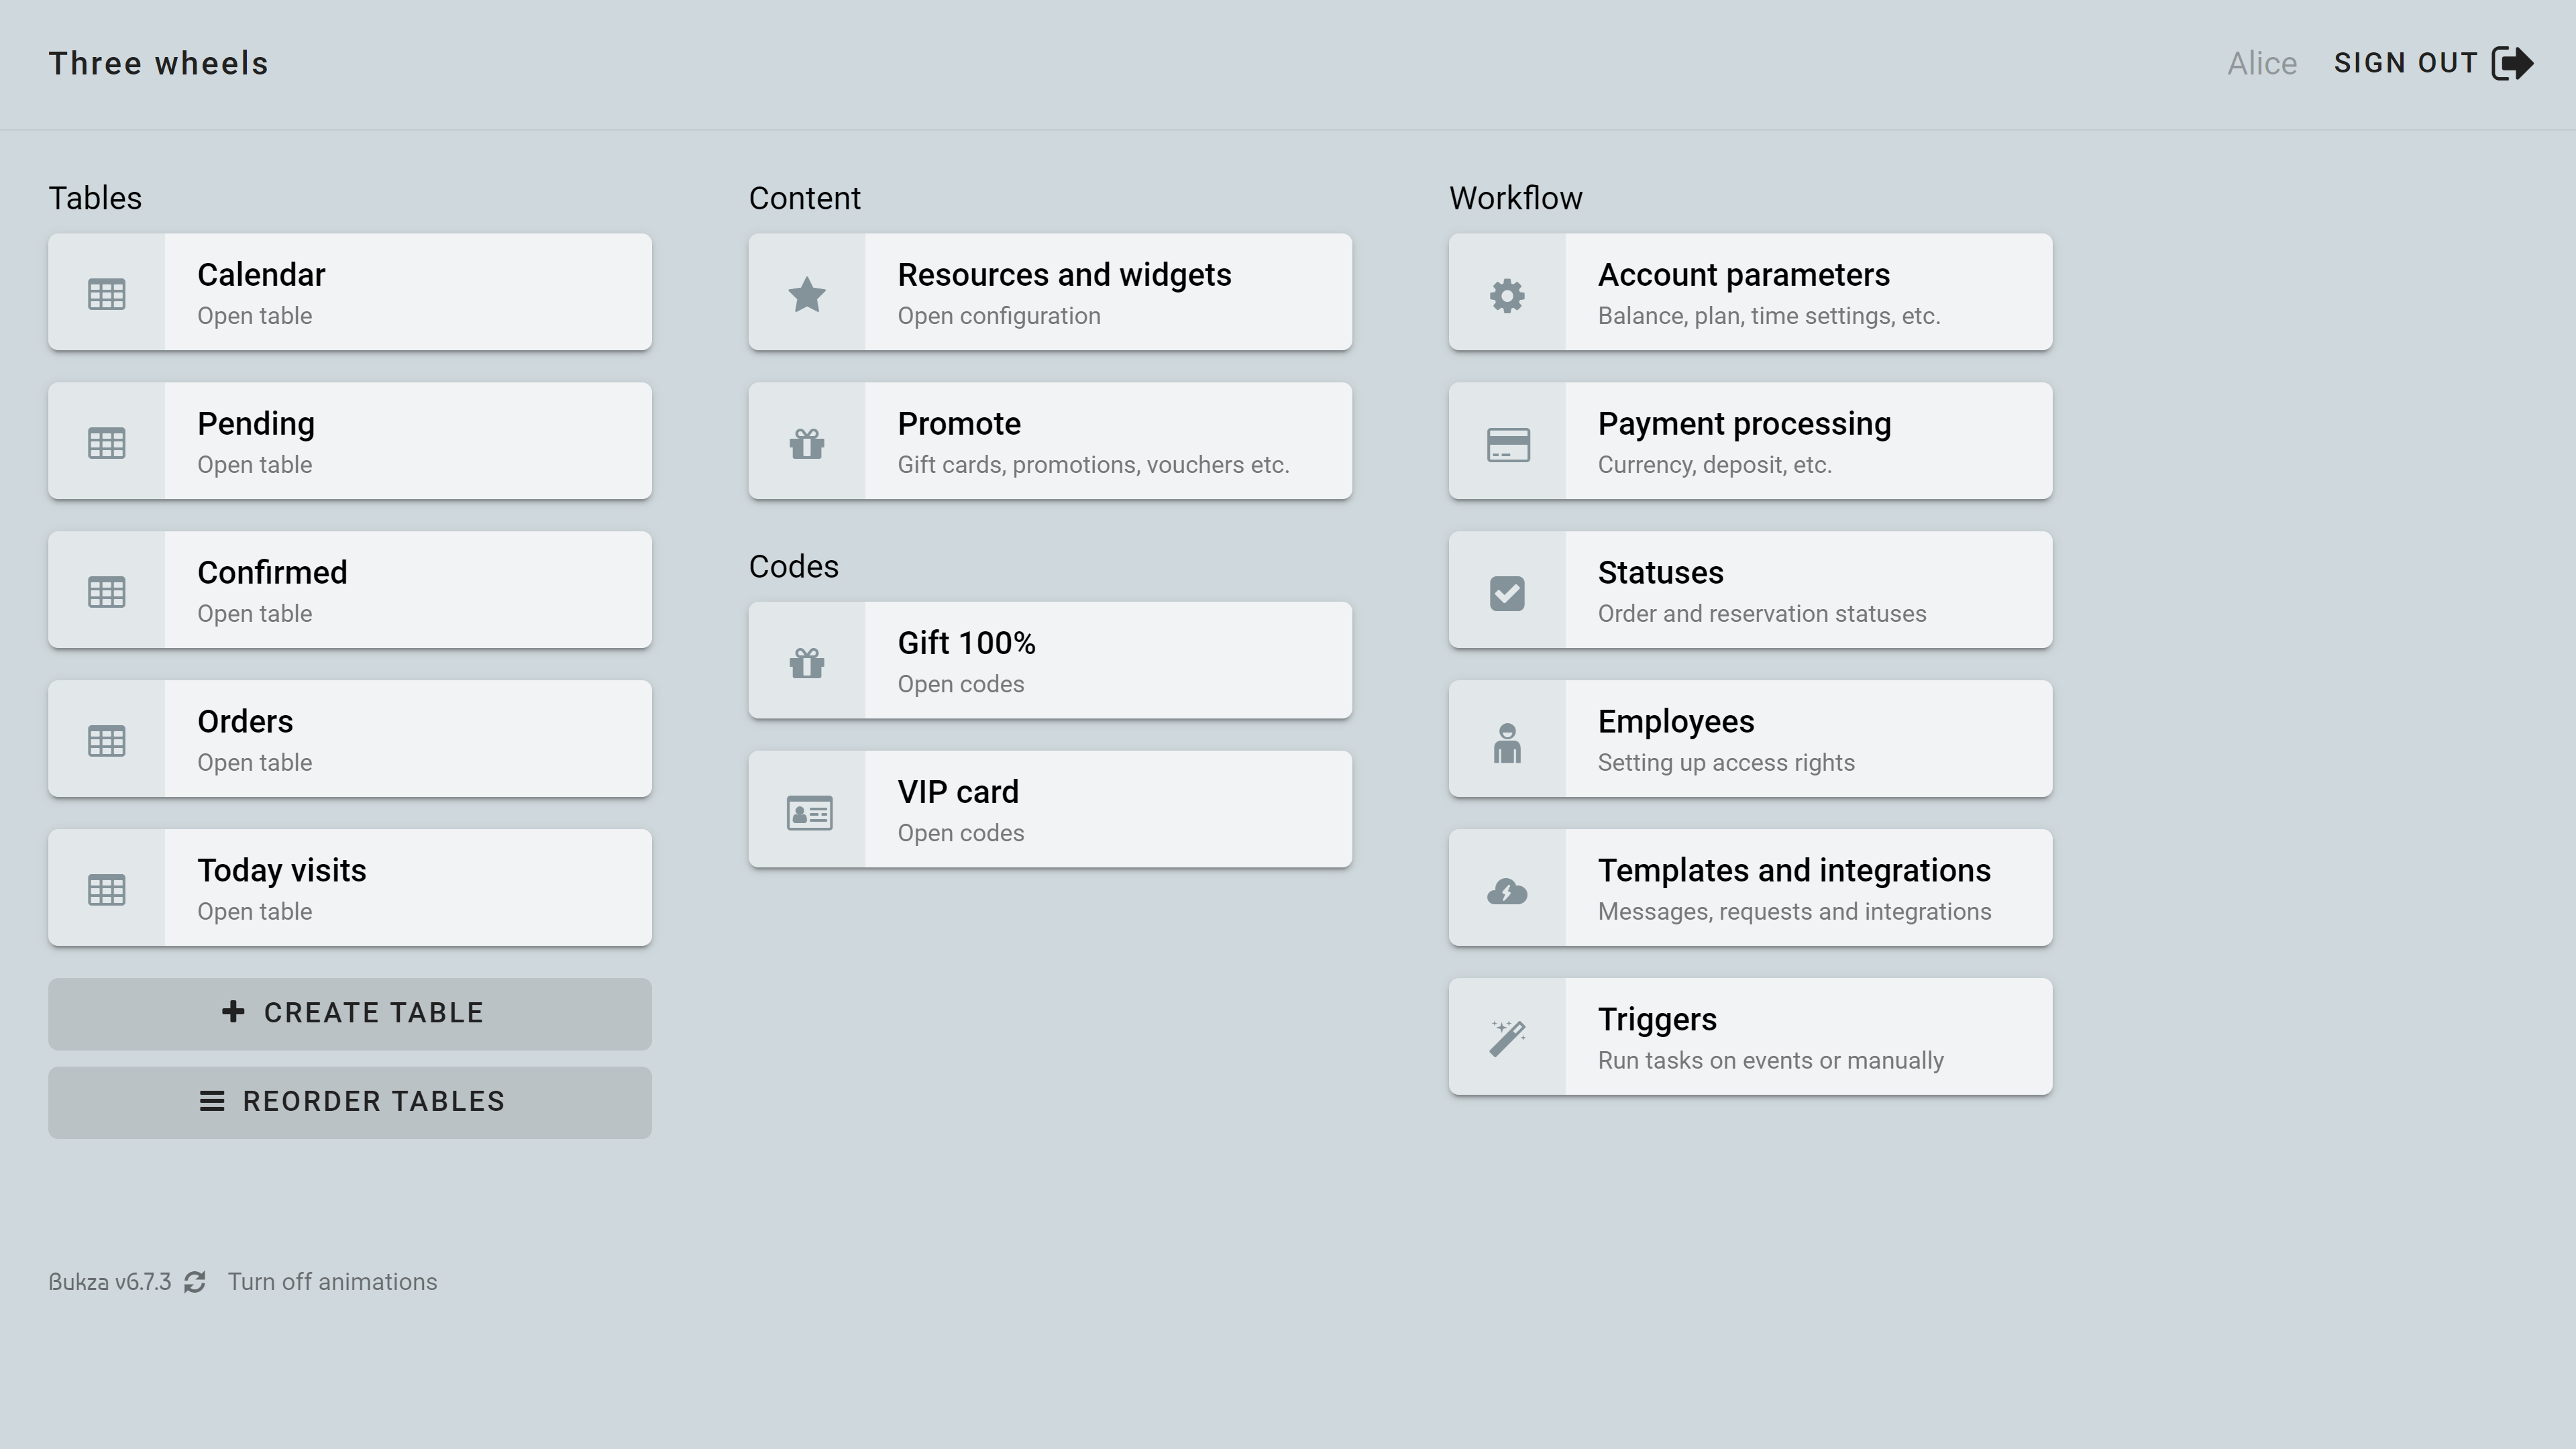 Three wheels
Alice
SIGN OUT
Tables
Calendar
Open table
Pending
Open table
Confirmed
Open table
Orders
Open table
Today visits
Open table
CREATE TABLE
REORDER TABLES
Content
Resources and widgets
Open configuration
Promote
Gift cards, promotions, vouchers etc.
Codes
Gift 100%
Open codes
VIP card
Open codes
Workflow
Account parameters
Balance, plan, time settings, etc.
Payment processing
Currency, deposit, etc.
Statuses
Order and reservation statuses
Employees
Setting up access rights
Templates and integrations
Messages, requests and integrations
Triggers
Run tasks on events or manually
Bukza v6.7.3
Turn off animations